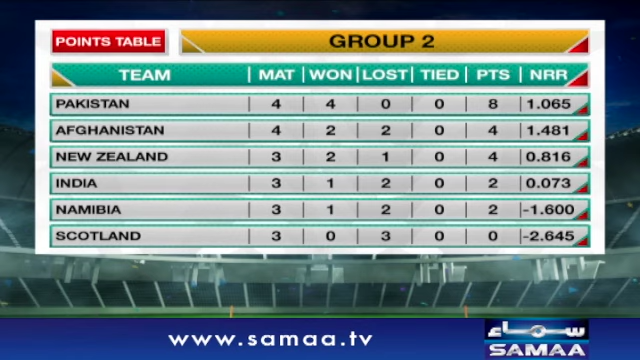 POINTS TABLE GROUP 2
TEAM MAT WON LOST TIED PTS NRR
PAKISTAN 4 4 0 0 8 1.065
AFGHANISTAN 4 2 2 0 4 1.481
NEW ZEALAND 3 2 1 0 4 0.816
INDIA 3 1 2 0 2 0.073
NAMIBIA 3 1 2 0 2 -1.600
SCOTLAND 3 0 3 0 0 -2.645
www.samaa.tv
سماء
SAMAA